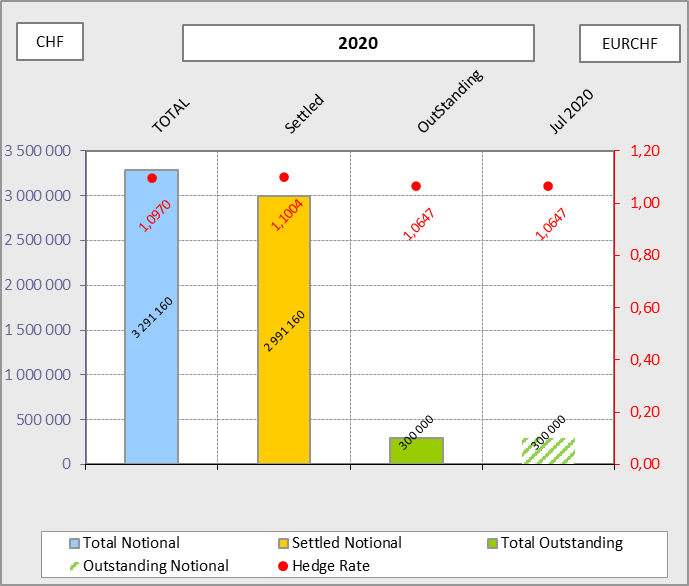 CHF
2020
EURCHF
TOTAL
Settled
OutStanding
Jul 2020
3 500 000
3 000 000
2 500 000
2 000 000
1 500 000
1 000 000
500 000
0
1,20
1,00
0,80
0,60
0,40
0,20
0,00
1,0970
1,1004
1,0647
1,0647
3 291 160
2 991 160
300 000
300 000
Total Notional
Settled Notional
Total Outstanding
Outstanding Notional
Hedge Rate